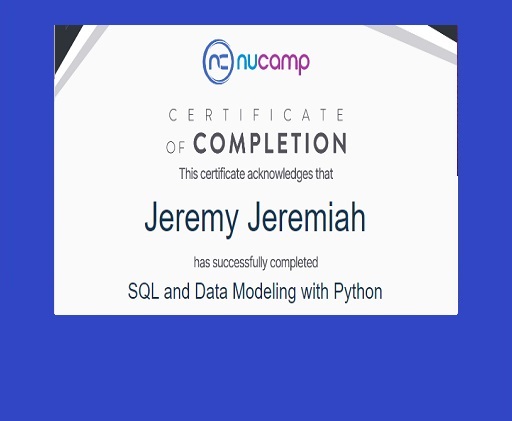 nc nucamp
CERTIFICATE
OF COMPLETION
This certificate acknowledges that
Jeremy Jeremiah
has successfully completed
SQL and Data Modeling with Python